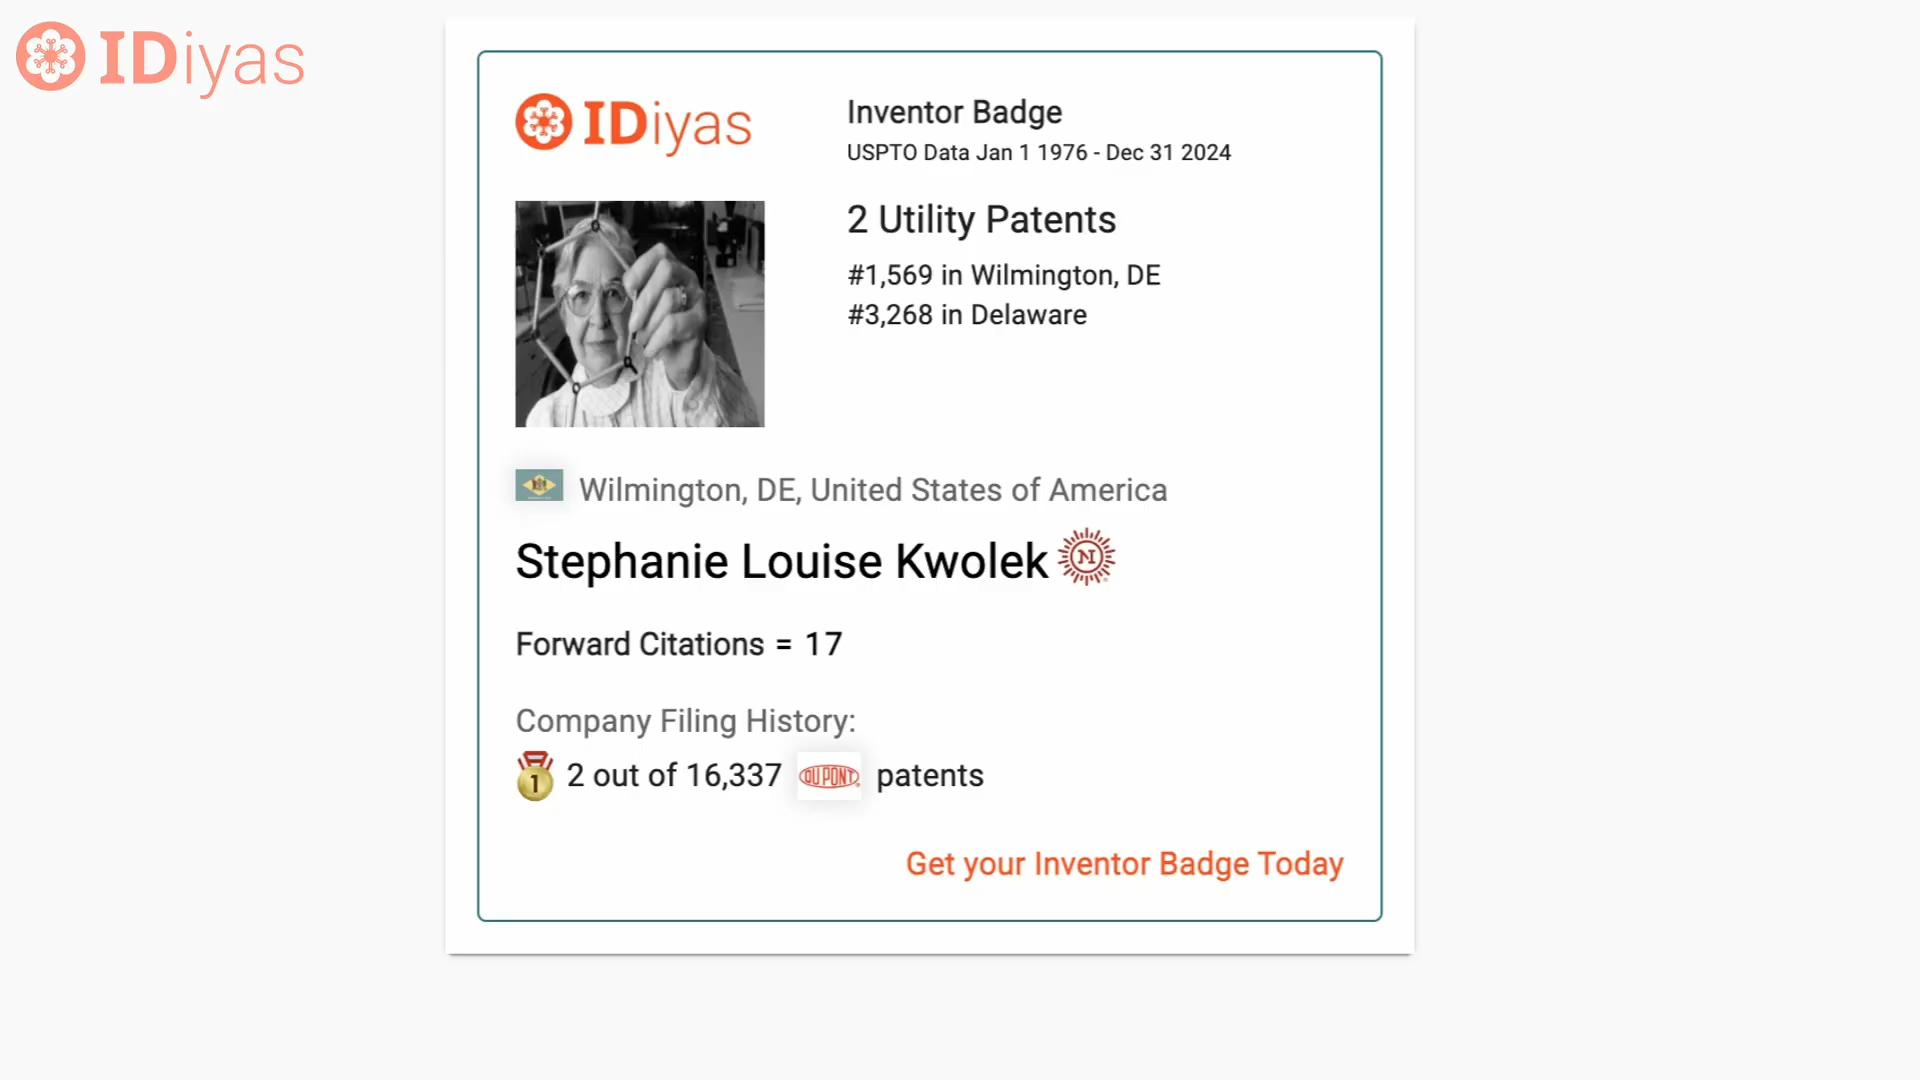 IDiyas
IDiyas
Inventor Badge
USPTO Data Jan 1 1976 - Dec 31 2024
2 Utility Patents
#1,569 in Wilmington, DE
#3,268 in Delaware
Wilmington, DE, United States of America
Stephanie Louise Kwolek N
Forward Citations = 17
Company Filing History:
1 2 out of 16,337 DUPONT patents
Get your Inventor Badge Today